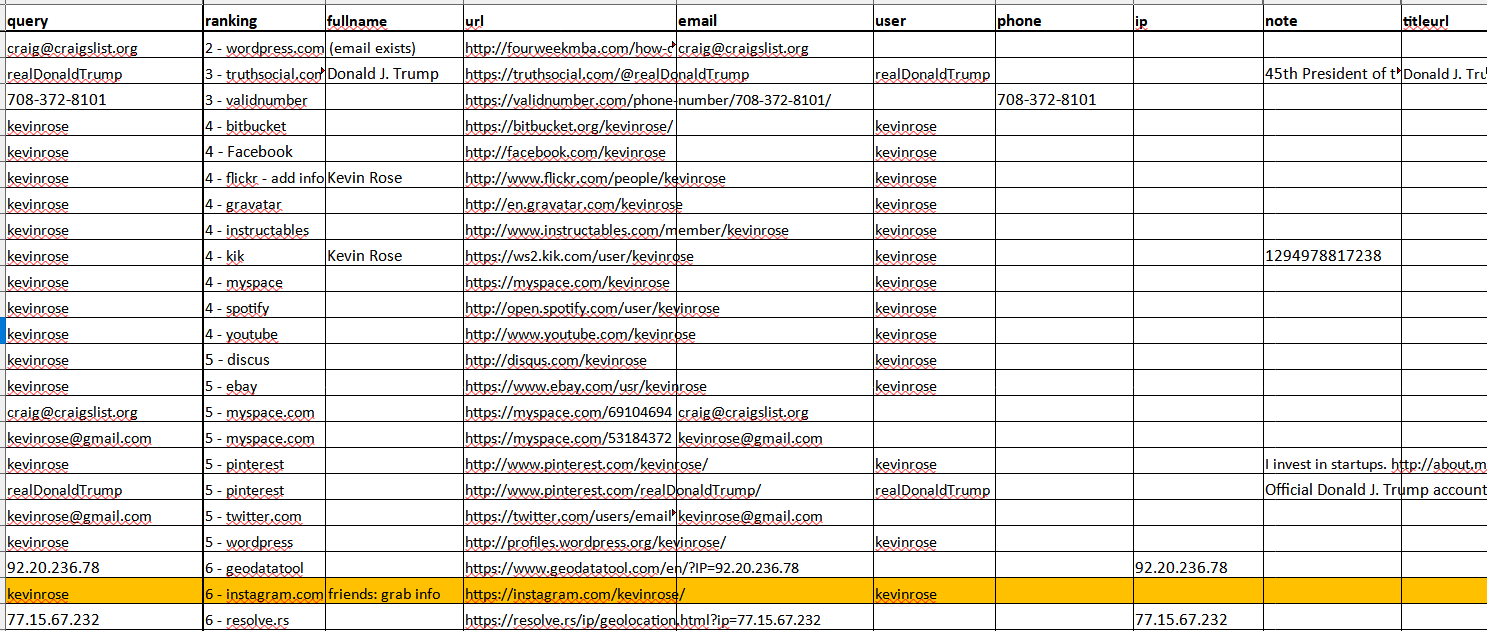 query ranking fullname url email user phone ip note titleurl
craig@craigslist.org 2 - wordpress.com (email exists) http://fourweekmba.com/how-c craig@craigslist.org
realDonaldTrump 3 - truthsocial.con Donald J. Trump https://truthsocial.com/@realDonaldTrump realDonaldTrump 45th President of t Donald J. Tru
708-372-8101 3 - validnumber https://validnumber.com/phone-number/708-372-8101/ 708-372-8101
kevinrose 4 - bitbucket https://bitbucket.org/kevinrose/ kevinrose
kevinrose 4 - Facebook http://facebook.com/kevinrose kevinrose
kevinrose 4 - flickr - add info Kevin Rose http://www.flickr.com/people/kevinrose kevinrose
kevinrose 4 - gravatar http://en.gravatar.com/kevinrose kevinrose
kevinrose 4 - instructables http://www.instructables.com/member/kevinrose kevinrose
kevinrose 4 - kik Kevin Rose https://ws2.kik.com/user/kevinrose kevinrose 1294978817238
kevinrose 4 - myspace https://myspace.com/kevinrose kevinrose
kevinrose 4 - spotify http://open.spotify.com/user/kevinrose kevinrose
kevinrose 4 - youtube http://www.youtube.com/kevinrose kevinrose
kevinrose 5 - discus http://disqus.com/kevinrose kevinrose
kevinrose 5 - ebay https://www.ebay.com/usr/kevinrose kevinrose
craig@craigslist.org 5 - myspace.com https://myspace.com/69104694 craig@craigslist.org
kevinrose@gmail.com 5 - myspace.com https://myspace.com/53184372 kevinrose@gmail.com
kevinrose 5 - pinterest http://www.pinterest.com/kevinrose/ kevinrose I invest in startups. http://about.m
realDonaldTrump 5 - pinterest http://www.pinterest.com/realDonaldTrump/ realDonaldTrump Official Donald J. Trump account
kevinrose@gmail.com 5 - twitter.com https://twitter.com/users/email kevinrose@gmail.com
kevinrose 5 - wordpress http://profiles.wordpress.org/kevinrose/ kevinrose
92.20.236.78 6 - geodatatool https://www.geodatatool.com/en/?IP=92.20.236.78 92.20.236.78
kevinrose 6 - instagram.com friends: grab info https://instagram.com/kevinrose/ kevinrose
77.15.67.232 6 - resolve.rs https://resolve.rs/ip/geolocation.html?ip=77.15.67.232 77.15.67.232